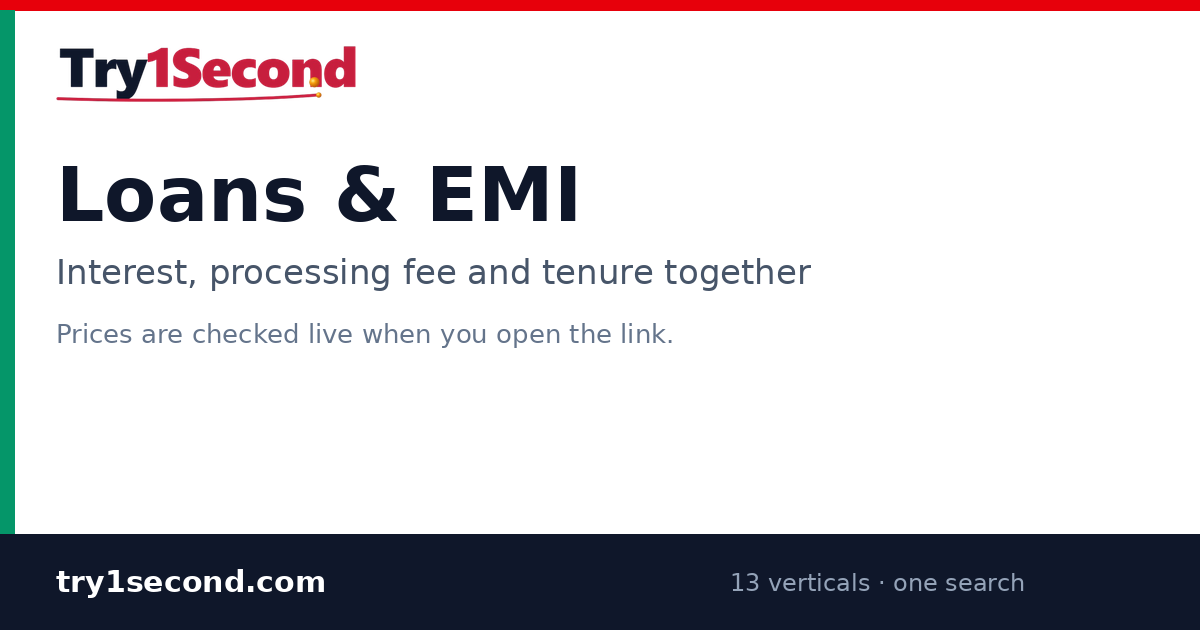 Try1Second
Loans & EMI
Interest, processing fee and tenure together
Prices are checked live when you open the link.
try1second.com
13 verticals · one search